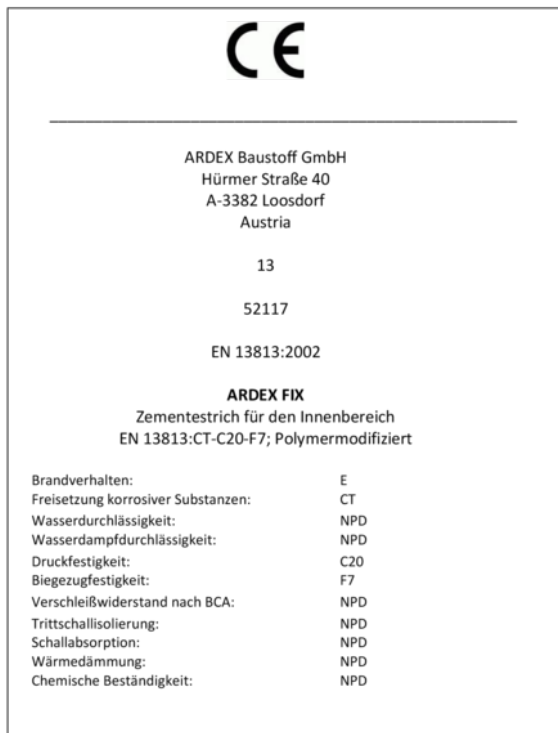 CE
ARDEX Baustoff GmbH
Hürmer Straße 40
A-3382 Loosdorf
Austria
13
52117
EN 13813:2002
ARDEX FIX
Zementestrich für den Innenbereich
EN 13813:CT-C20-F7; Polymermodifiziert
Brandverhalten: E
Freisetzung korrosiver Substanzen: CT
Wasserdurchlässigkeit: NPD
Wasserdampfdurchlässigkeit: NPD
Druckfestigkeit: C20
Biegezugfestigkeit: F7
Verschleißwiderstand nach BCA: NPD
Trittschallisolierung: NPD
Schallabsorption: NPD
Wärmedämmung: NPD
Chemische Beständigkeit: NPD